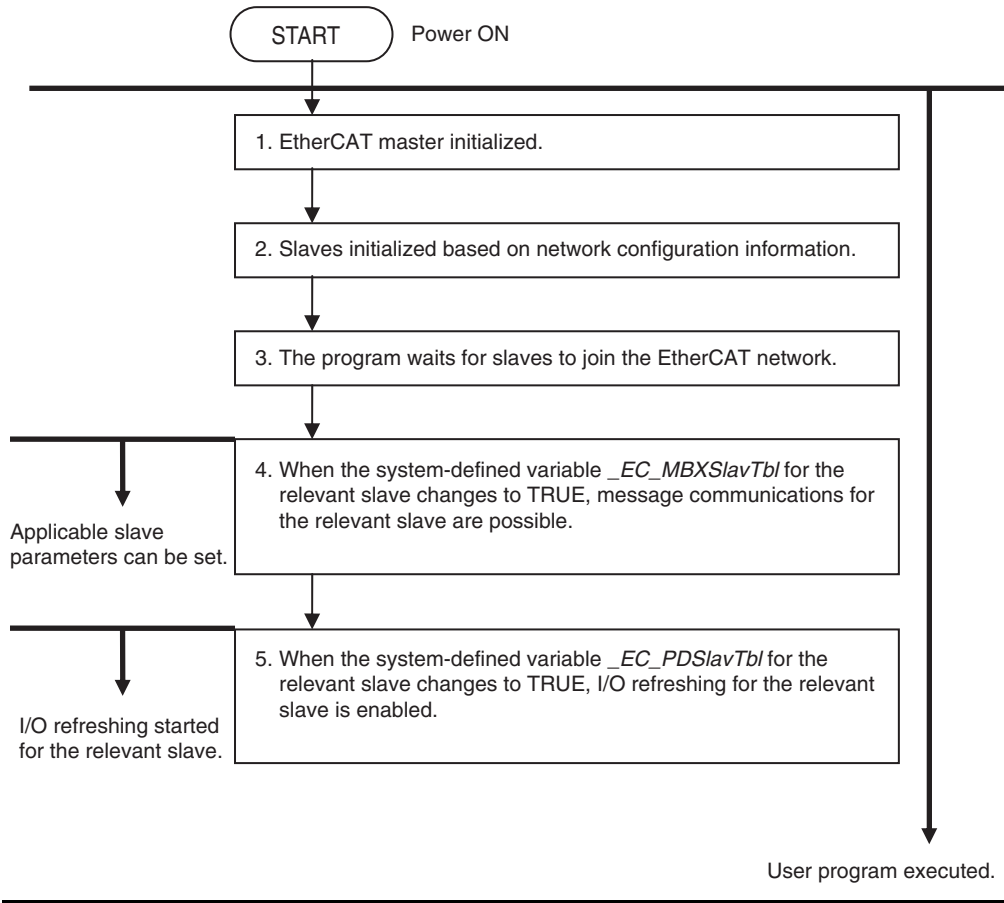 START
Power ON
1. EtherCAT master initialized.
2. Slaves initialized based on network configuration information.
3. The program waits for slaves to join the EtherCAT network.
4. When the system-defined variable _EC_MBXSlavTbl for the
relevant slave changes to TRUE, message communications for
the relevant slave are possible.
Applicable slave
parameters can be set.
5. When the system-defined variable _EC_PDSlavTbl for the
relevant slave changes to TRUE, I/O refreshing for the relevant
slave is enabled.
I/O refreshing started
for the relevant slave.
User program executed.